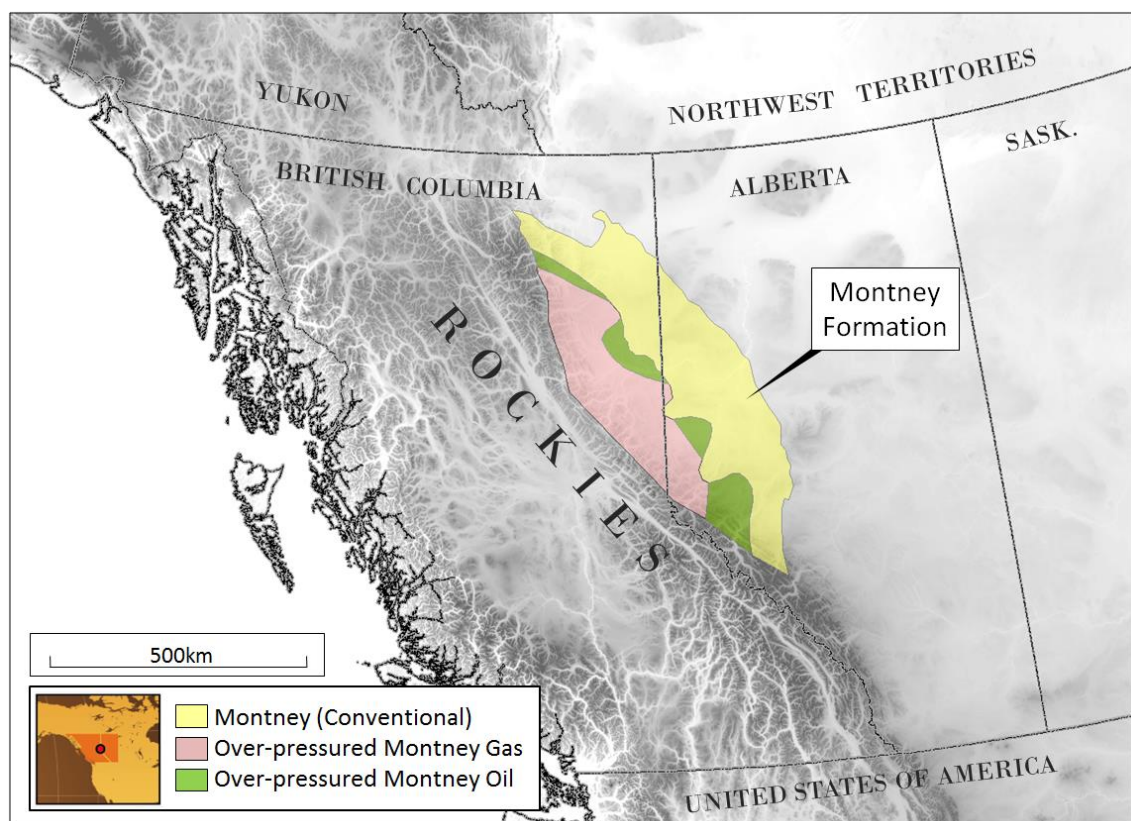 YUKON
NORTHWEST TERRITORIES
SASK.
BRITISH COLUMBIA
ALBERTA
Montney
Formation
ROCKIES
500km
Montney (Conventional)
Over-pressured Montney Gas
Over-pressured Montney Oil
UNITED STATES OF AMERICA